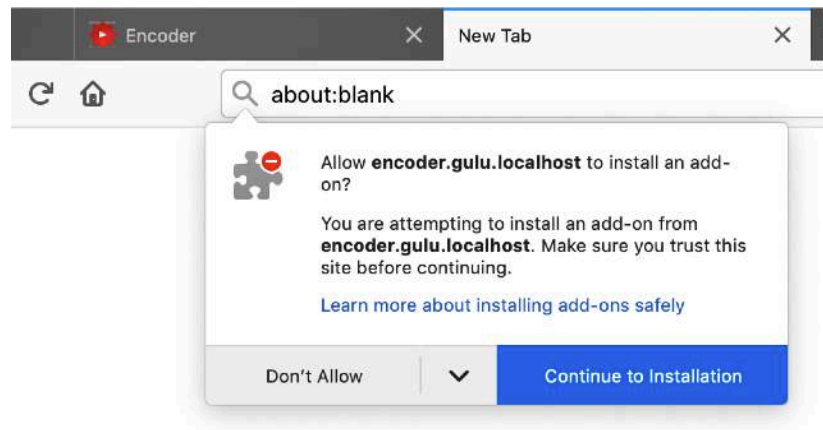 Encoder
New Tab
about:blank
Allow encoder.gulu.localhost to install an add-
on?
You are attempting to install an add-on from
encoder.gulu.localhost. Make sure you trust this
site before continuing.
Learn more about installing add-ons safely
Don't Allow
Continue to Installation